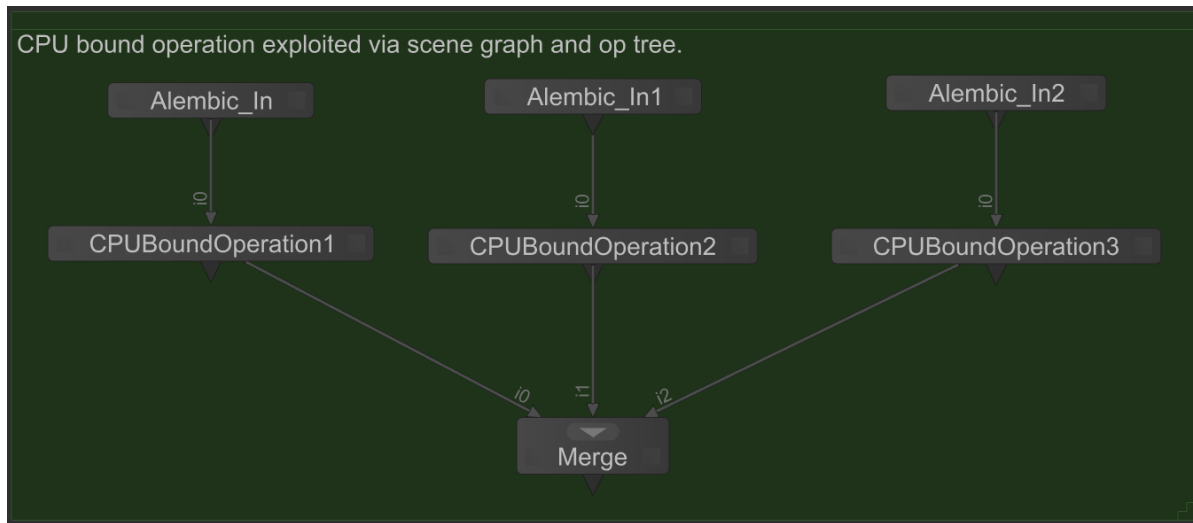 CPU bound operation exploited via scene graph and op tree.
Alembic_In
Alembic_In1
Alembic_In2
i0
i0
i0
CPUBoundOperation1
CPUBoundOperation2
CPUBoundOperation3
i0
i1
i2
Merge